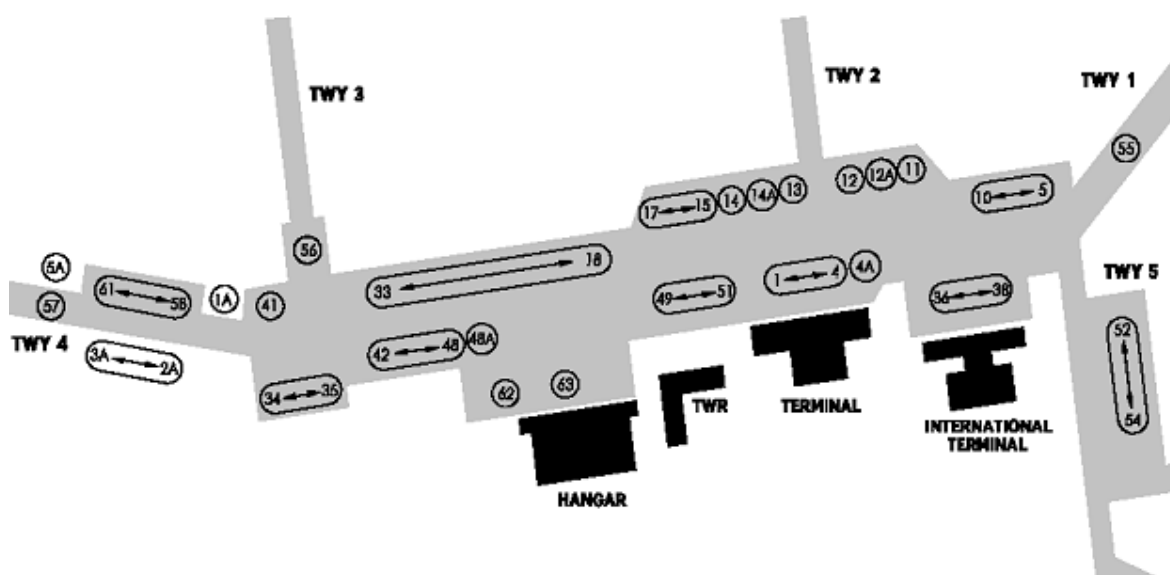 TWY 3
TWY 2
TWY 1
55
12
12A
11
17 15
14
14A
13
10 5
56
5A
61 58
1A
41
57
33 18
49 51
1 4
4A
36 38
TWY 5
TWY 4
3A 2A
42 48
48A
52
54
34 35
62
63
TWR
TERMINAL
INTERNATIONAL
TERMINAL
HANGAR